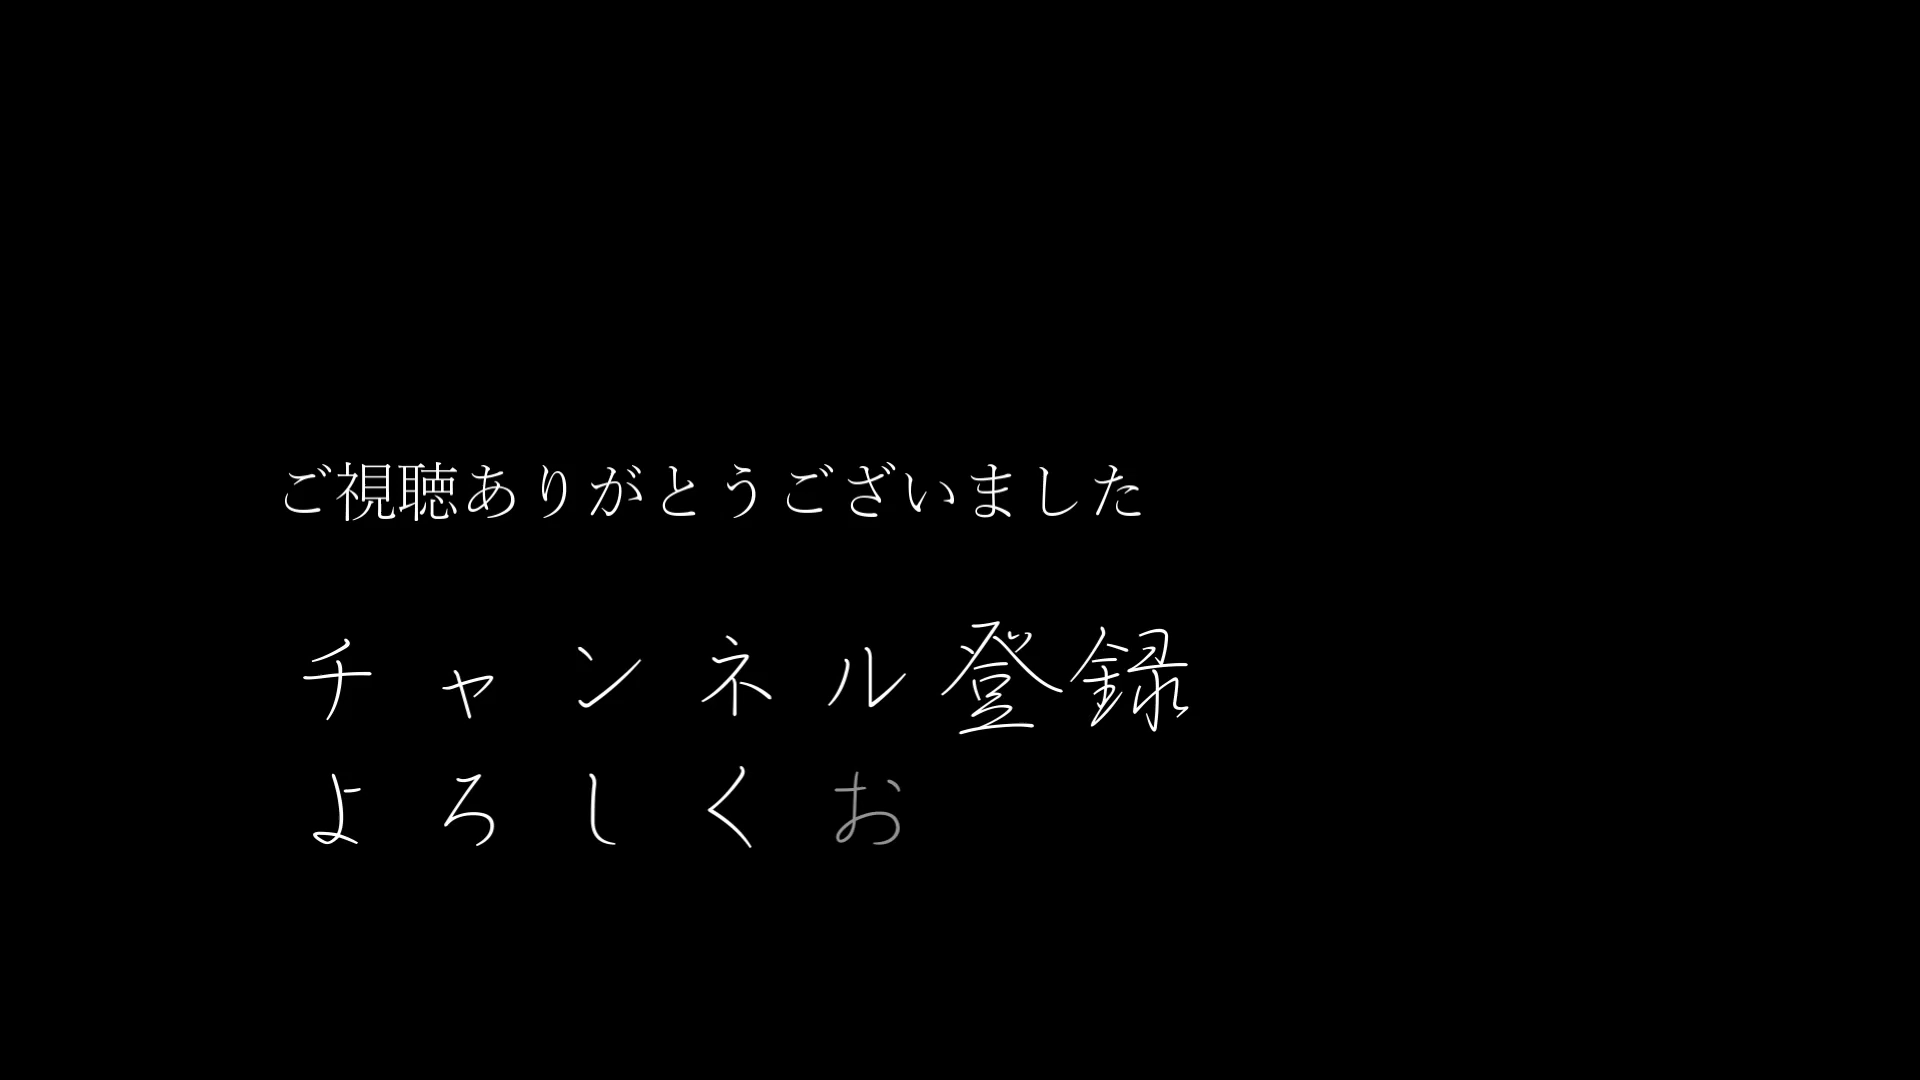 ご視聴ありがとうございました
チャンネル登録
よろしくお